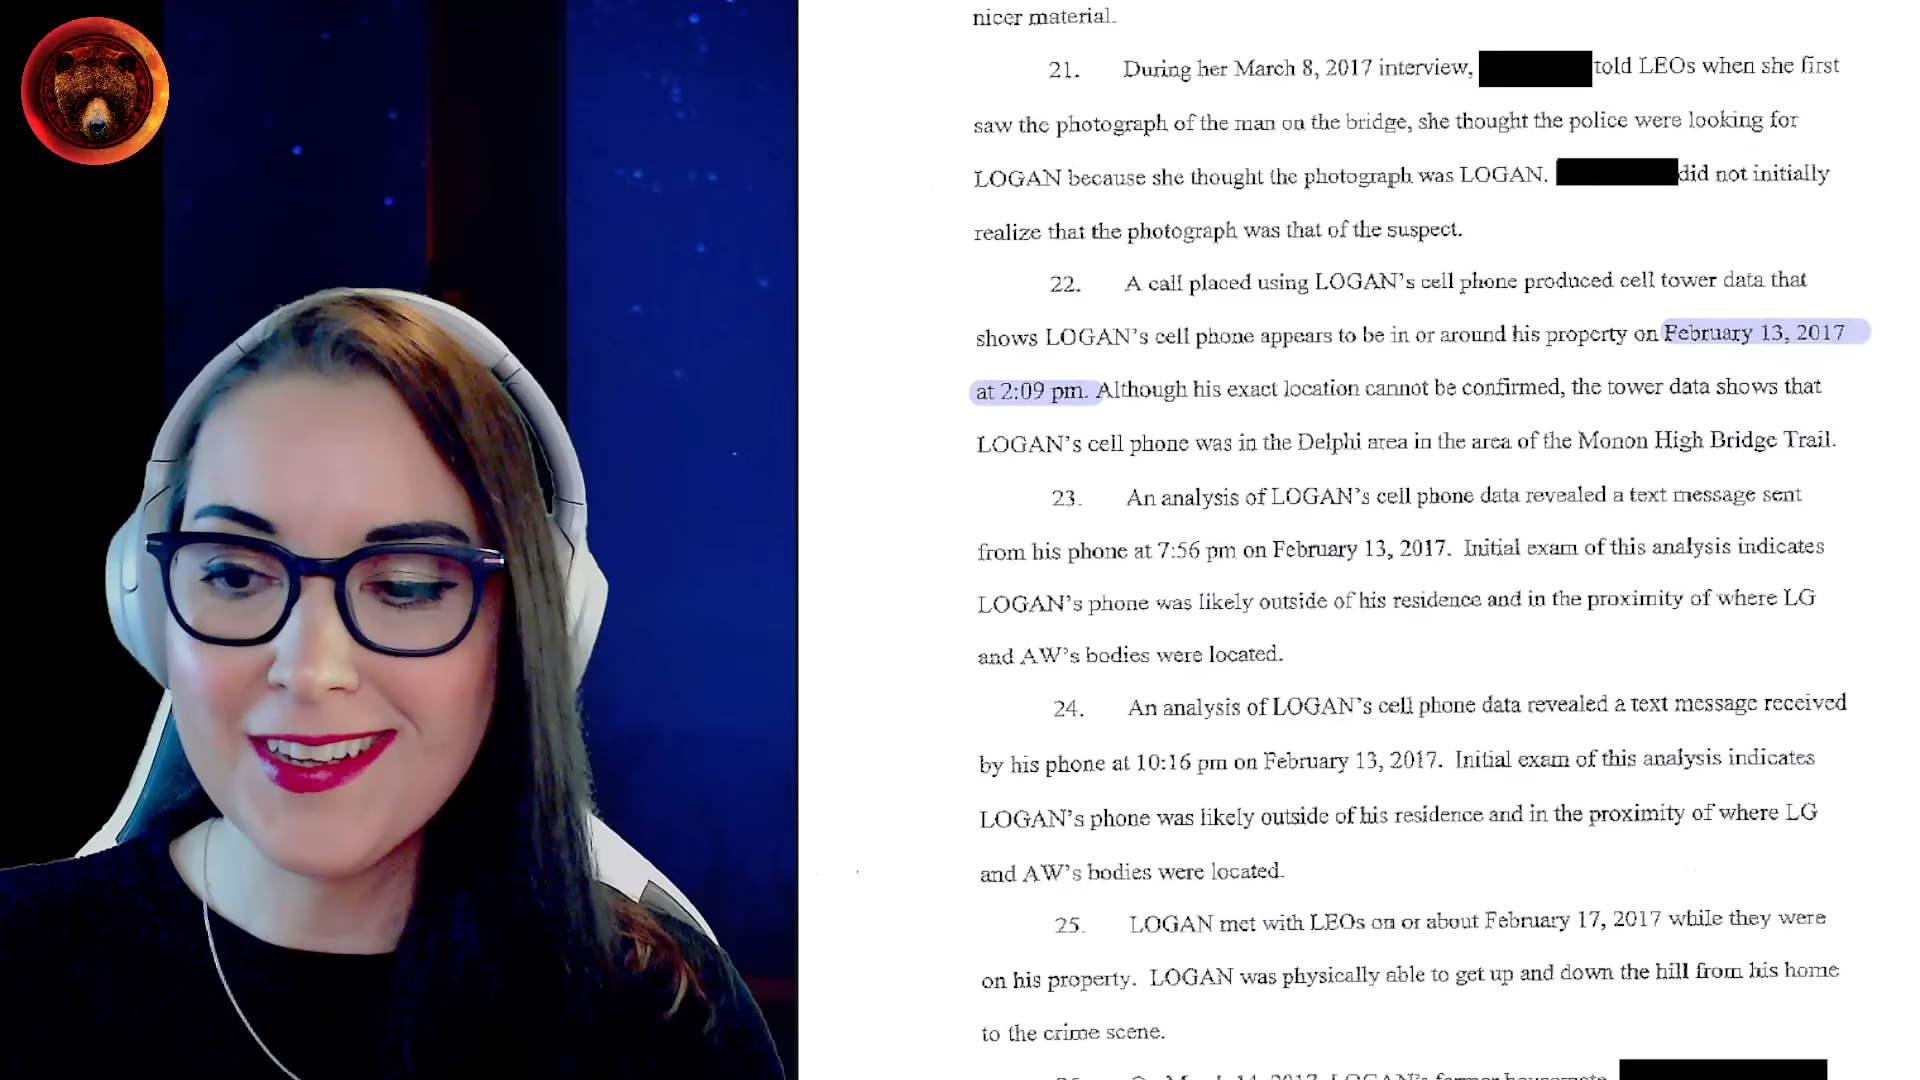 nicer material.
21. During her March 8, 2017 interview, told LEOs when she first
saw the photograph of the man on the bridge, she thought the police were looking for
LOGAN because she thought the photograph was LOGAN. did not initially
realize that the photograph was that of the suspect.
22. A call placed using LOGAN's cell phone produced cell tower data that
shows LOGAN's cell phone appears to be in or around his property on February 13, 2017
at 2:09 pm. Although his exact location cannot be confirmed, the tower data shows that
LOGAN's cell phone was in the Delphi area in the area of the Monon High Bridge Trail.
23. An analysis of LOGAN's cell phone data revealed a text message sent
from his phone at 7:56 pm on February 13, 2017. Initial exam of this analysis indicates
LOGAN's phone was likely outside of his residence and in the proximity of where LG
and AW's bodies were located.
24. An analysis of LOGAN's cell phone data revealed a text message received
by his phone at 10:16 pm on February 13, 2017. Initial exam of this analysis indicates
LOGAN's phone was likely outside of his residence and in the proximity of where LG
and AW's bodies were located.
25. LOGAN met with LEOs on or about February 17, 2017 while they were
on his property. LOGAN was physically able to get up and down the hill from his home
to the crime scene.
March 14, 2017, LOGAN's former housemate,